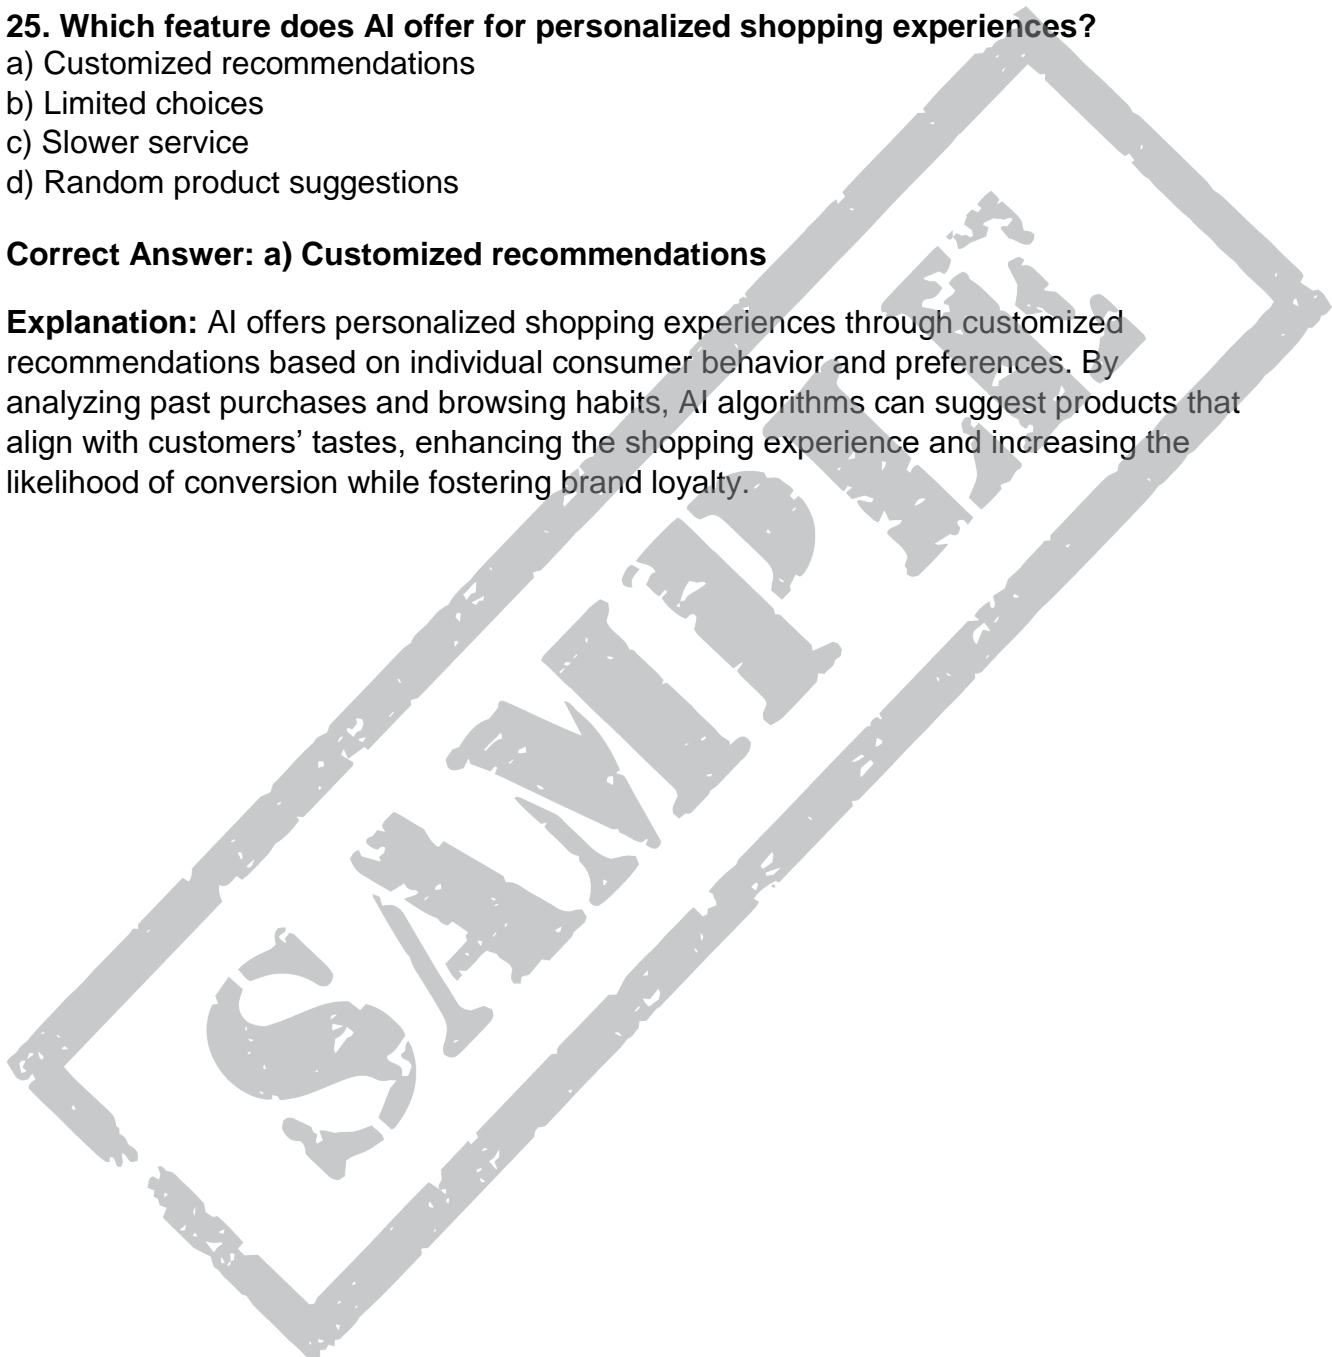 25. Which feature does AI offer for personalized shopping experiences?
a) Customized recommendations
b) Limited choices
c) Slower service
d) Random product suggestions
Correct Answer: a) Customized recommendations
Explanation: AI offers personalized shopping experiences through customized
recommendations based on individual consumer behavior and preferences. By
analyzing past purchases and browsing habits, AI algorithms can suggest products that
align with customers’ tastes, enhancing the shopping experience and increasing the
likelihood of conversion while fostering brand loyalty.
SAMPLE